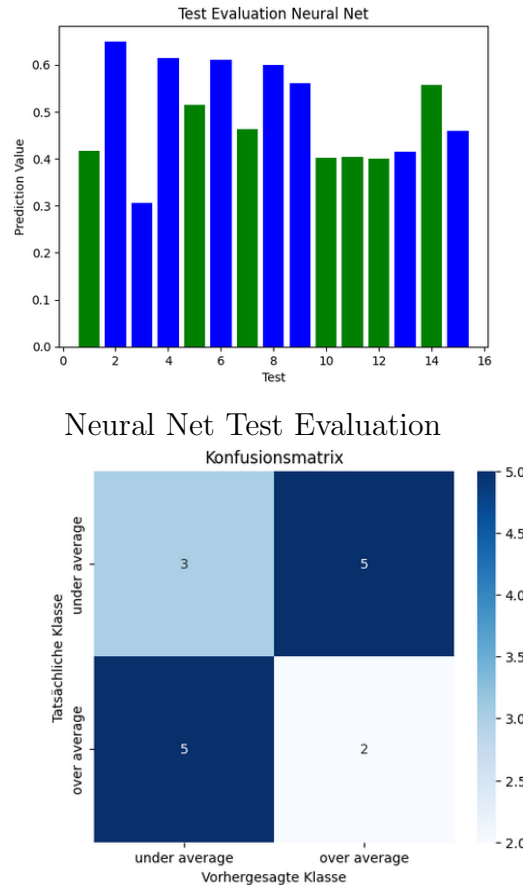 Test Evaluation Neural Net
Prediction Value
0.6
0.5
0.4
0.3
0.2
0.1
0.0
0 2 4 6 8 10 12 14 16
Test
Neural Net Test Evaluation
Konfusionsmatrix
Tatsächliche Klasse
under average
over average
3 5
5 2
5.0
4.5
4.0
3.5
3.0
2.5
2.0
under average over average
Vorhergesagte Klasse